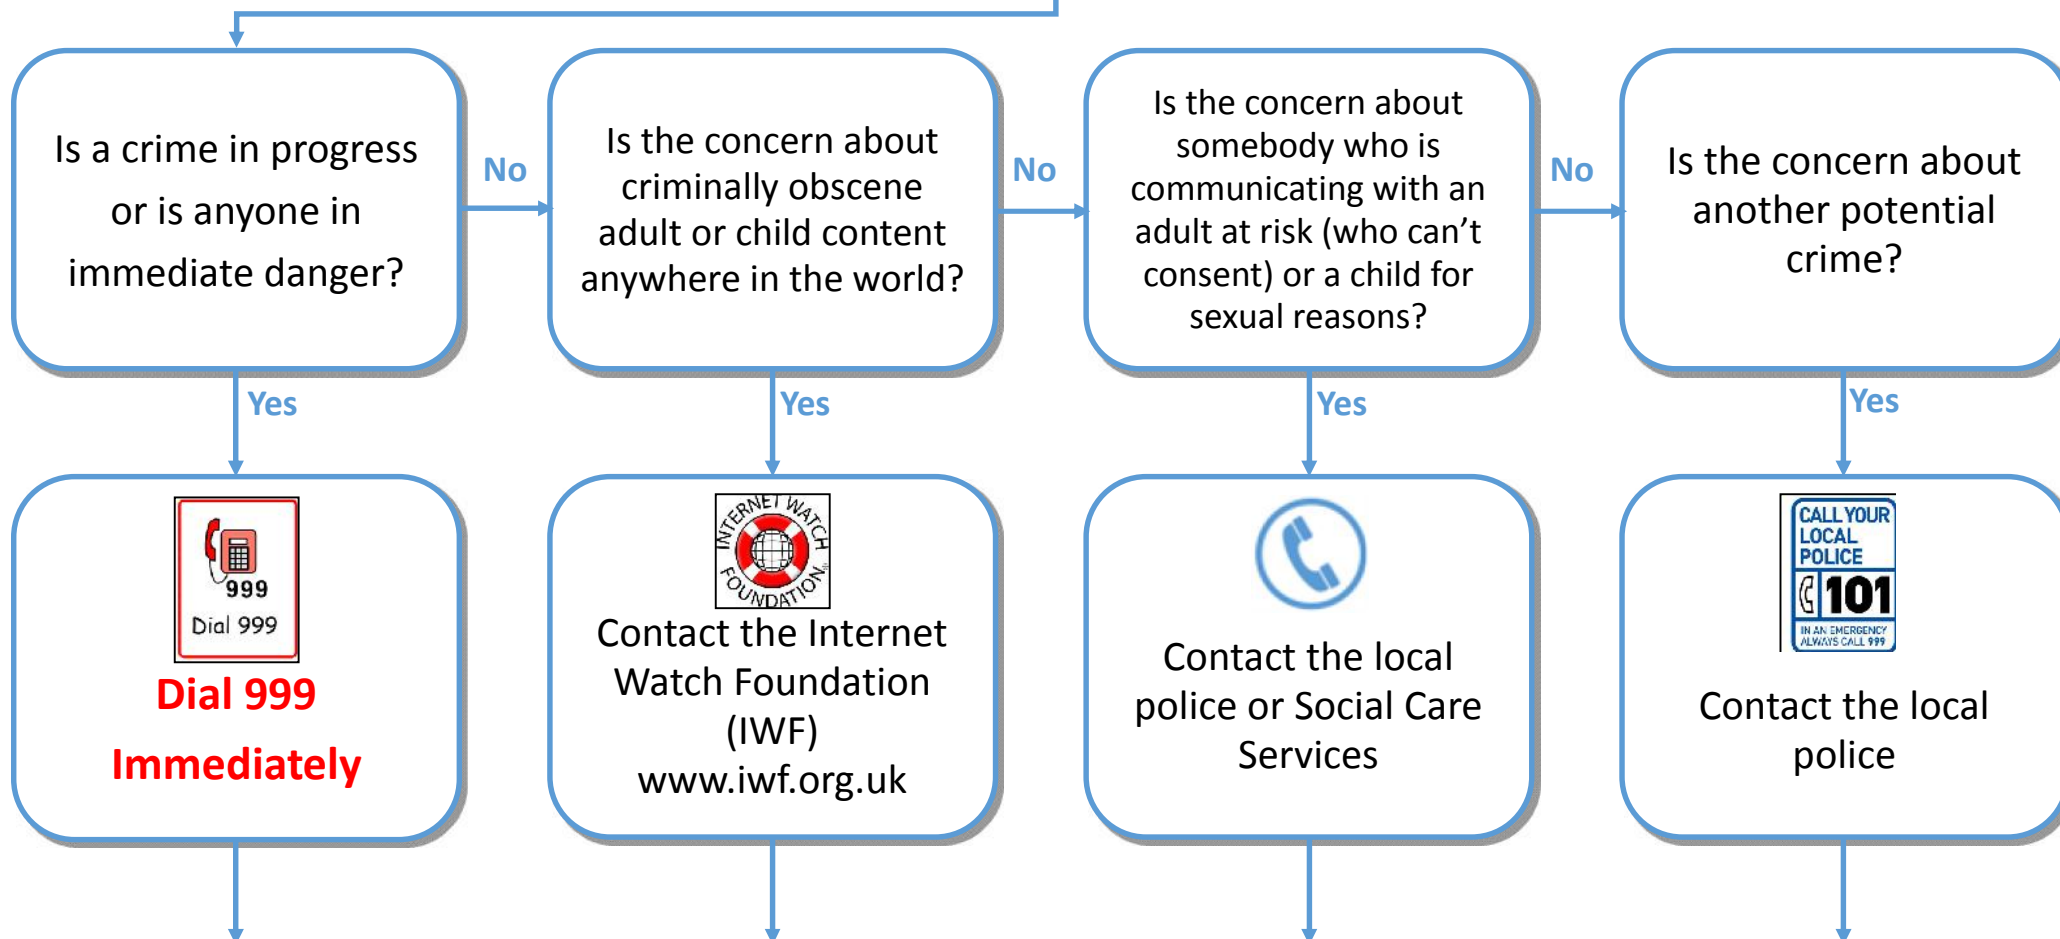 Is a crime in progress
or is anyone in
immediate danger?
No
Is the concern about
criminally obscene
adult or child content
anywhere in the world?
No
Is the concern about
somebody who is
communicating with an
adult at risk (who can’t
consent) or a child for
sexual reasons?
No
Is the concern about
another potential
crime?
Yes
Yes
Yes
Yes
999
Dial 999
Dial 999
Immediately
INTERNET WATCH
FOUNDATION
Contact the Internet
Watch Foundation
(IWF)
www.iwf.org.uk
Contact the local
police or Social Care
Services
CALL YOUR
LOCAL
POLICE
101
IN AN EMERGENCY
ALWAYS CALL 999
Contact the local
police